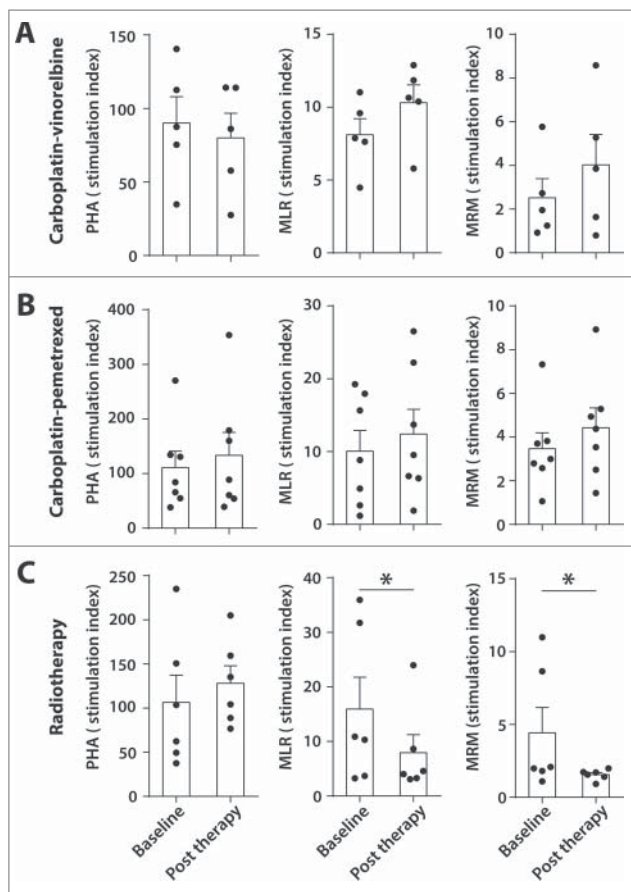 A
Carboplatin-vinorelbine
PHA ( stimulation index)
150
100
50
0
MLR ( stimulation index)
15
10
5
0
MRM ( stimulation index)
10
8
6
4
2
0
B
Carboplatin-pemetrexed
PHA ( stimulation index)
400
300
200
100
0
MLR ( stimulation index)
30
20
10
0
MRM ( stimulation index)
10
8
6
4
2
0
C
Radiotherapy
PHA ( stimulation index)
250
200
150
100
50
0
Baseline
Post therapy
MLR ( stimulation index)
40
30
20
10
0
*
Baseline
Post therapy
MRM (stimulation index)
15
10
5
0
*
Baseline
Post therapy